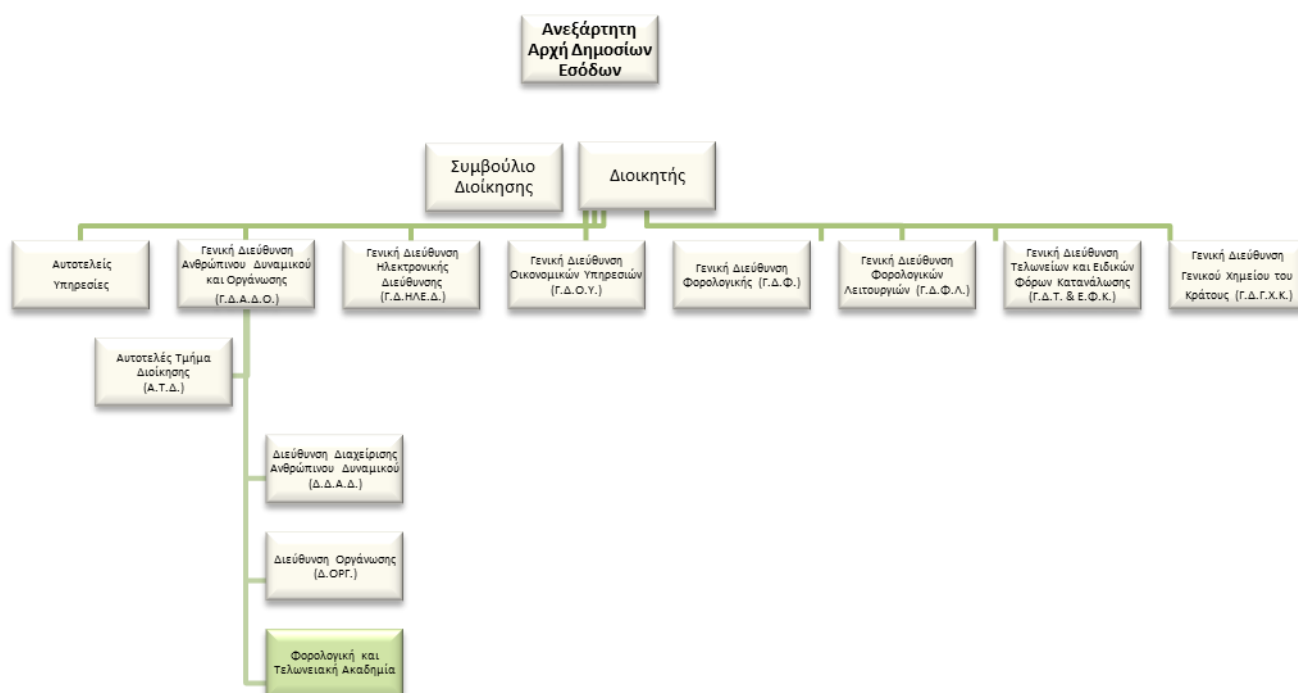 Ανεξάρτητη
Αρχή Δημοσίων
Εσόδων
Συμβούλιο
Διοίκησης
Διοικητής
Αυτοτελείς
Υπηρεσίες
Γενική Διεύθυνση
Ανθρώπινου Δυναμικού
και Οργάνωσης
(Γ.Δ.Α.Δ.Ο.)
Γενική Διεύθυνση
Ηλεκτρονικής
Διεύθυνσης
(Γ.Δ.ΗΛΕ.Δ.)
Γενική Διεύθυνση
Οικονομικών Υπηρεσιών
(Γ.Δ.Ο.Υ.)
Γενική Διεύθυνση
Φορολογικής (Γ.Δ.Φ.)
Γενική Διεύθυνση
Φορολογικών
Λειτουργιών (Γ.Δ.Φ.Λ.)
Γενική Διεύθυνση
Τελωνείων και Ειδικών
Φόρων Κατανάλωσης
(Γ.Δ.Τ. & Ε.Φ.Κ.)
Γενική Διεύθυνση
Γενικού Χημείου του
Κράτους (Γ.Δ.Γ.Χ.Κ.)
Αυτοτελές Τμήμα
Διοίκησης
(Α.Τ.Δ.)
Διεύθυνση Διαχείρισης
Ανθρώπινου Δυναμικού
(Δ.Δ.Α.Δ.)
Διεύθυνση Οργάνωσης
(Δ.ΟΡΓ.)
Φορολογική και
Τελωνειακή Ακαδημία